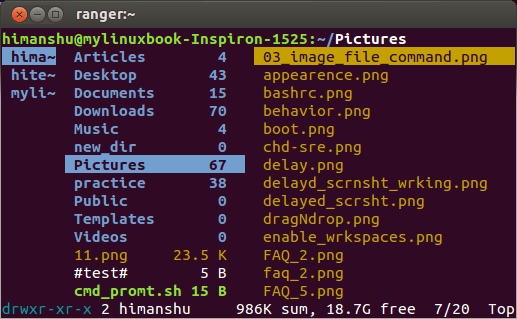 ranger:~
himanshu@mylinuxbook-Inspiron-1525:~/Pictures
hima~ Articles 4 03_image_file_command.png
hite~ Desktop 43 appearence.png
myli~ Documents 15 bashrc.png
Downloads 70 behavior.png
Music 4 boot.png
new_dir 0 chd-sre.png
Pictures 67 delay.png
practice 38 delayd_scrnsht_wrking.png
Public 0 delayed_scrsht.png
Templates 0 dragNdrop.png
Videos 0 enable_wrkspaces.png
11.png 23.5 K FAQ_2.png
#test# 5 B faq_2.png
cmd_promt.sh 15 B FAQ_5.png
drwxr-xr-x 2 himanshu 986K sum, 18.7G free 7/20 Top